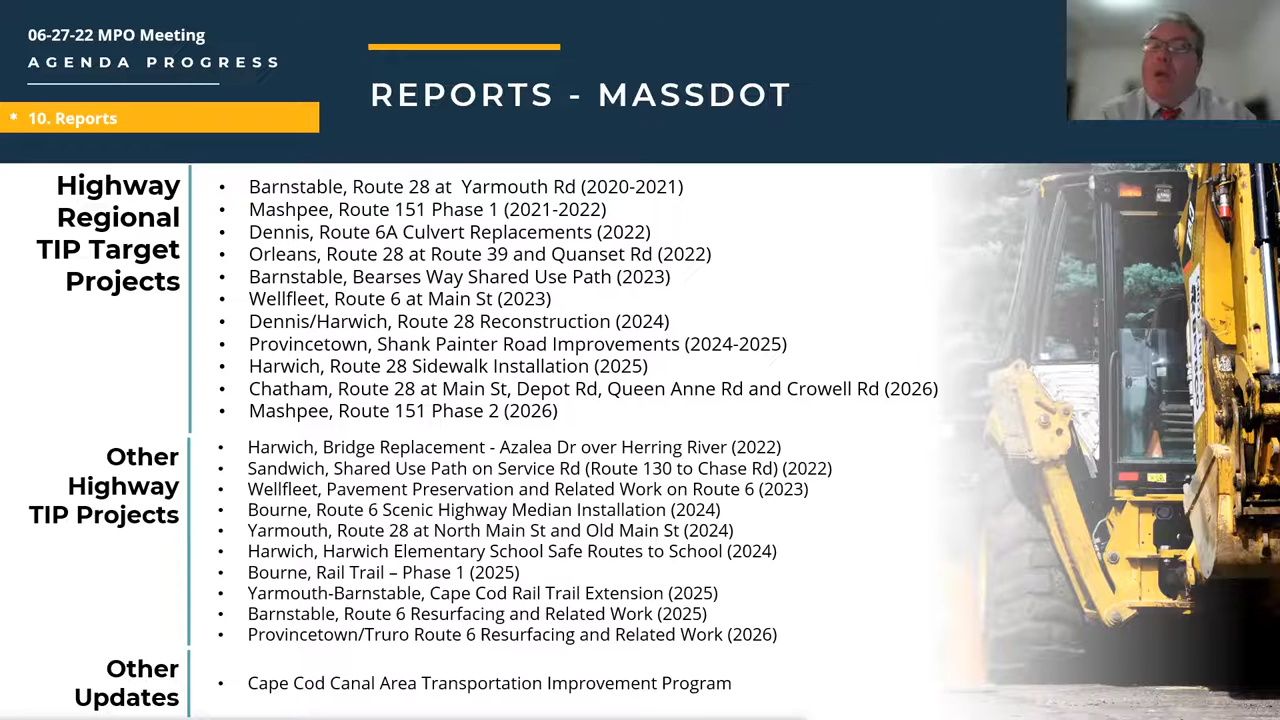 06-27-22 MPO Meeting
AGENDA PROGRESS
* 10. Reports
REPORTS - MASSDOT
Highway
Regional
TIP Target
Projects
• Barnstable, Route 28 at Yarmouth Rd (2020-2021)
• Mashpee, Route 151 Phase 1 (2021-2022)
• Dennis, Route 6A Culvert Replacements (2022)
• Orleans, Route 28 at Route 39 and Quanset Rd (2022)
• Barnstable, Bearses Way Shared Use Path (2023)
• Wellfleet, Route 6 at Main St (2023)
• Dennis/Harwich, Route 28 Reconstruction (2024)
• Provincetown, Shank Painter Road Improvements (2024-2025)
• Harwich, Route 28 Sidewalk Installation (2025)
• Chatham, Route 28 at Main St, Depot Rd, Queen Anne Rd and Crowell Rd (2026)
• Mashpee, Route 151 Phase 2 (2026)
Other
Highway
TIP Projects
• Harwich, Bridge Replacement - Azalea Dr over Herring River (2022)
• Sandwich, Shared Use Path on Service Rd (Route 130 to Chase Rd) (2022)
• Wellfleet, Pavement Preservation and Related Work on Route 6 (2023)
• Bourne, Route 6 Scenic Highway Median Installation (2024)
• Yarmouth, Route 28 at North Main St and Old Main St (2024)
• Harwich, Harwich Elementary School Safe Routes to School (2024)
• Bourne, Rail Trail – Phase 1 (2025)
• Yarmouth-Barnstable, Cape Cod Rail Trail Extension (2025)
• Barnstable, Route 6 Resurfacing and Related Work (2025)
• Provincetown/Truro Route 6 Resurfacing and Related Work (2026)
Other
Updates
• Cape Cod Canal Area Transportation Improvement Program